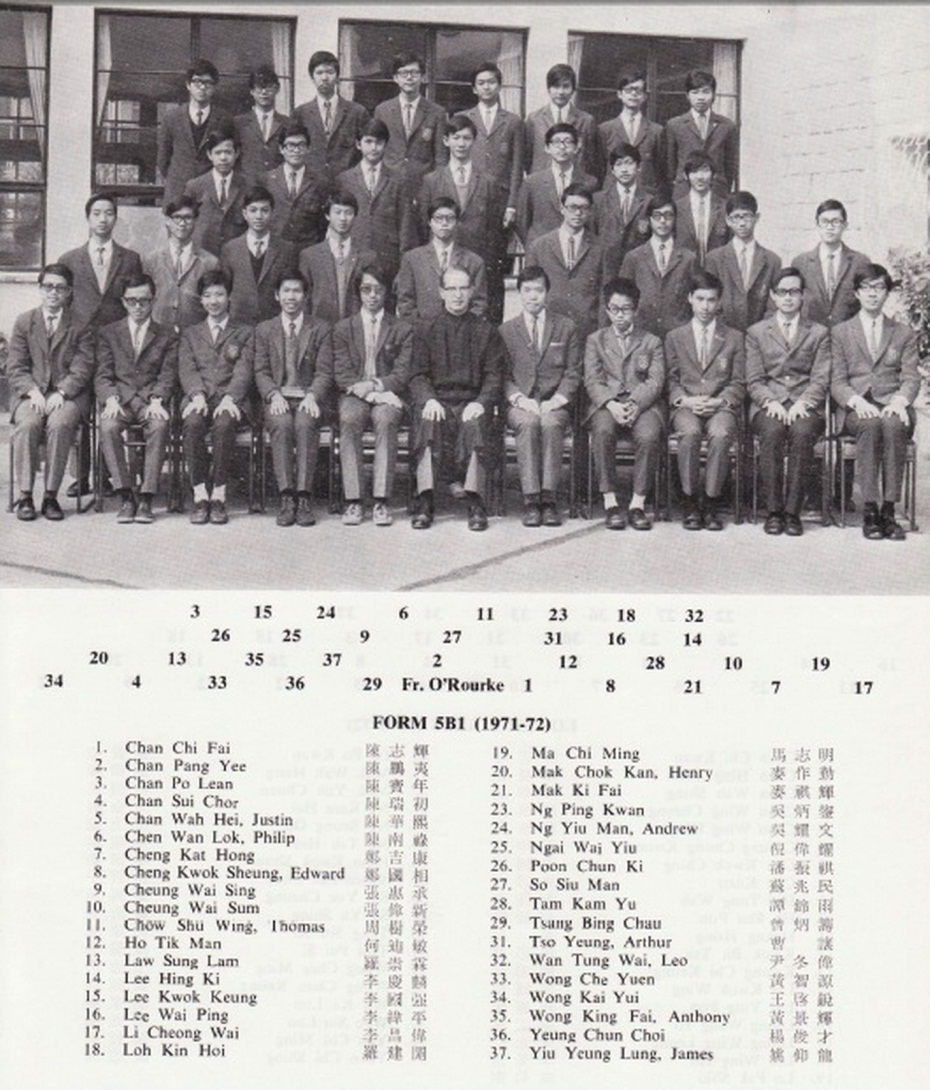 3 15 24 6 11 23 18 32
26 25 9 27 31 16 14
20 13 35 37 2 12 28 10 19
34 4 33 36 29 Fr. O'Rourke 1 8 21 7 17
FORM 5B1 (1971-72)
1. Chan Chi Fai 陳志輝
2. Chan Pang Yee 陳鵬夷
3. Chan Po Lean 陳寶年
4. Chan Sui Chor 陳瑞初
5. Chan Wah Hei, Justin 陳華熙
6. Chen Wan Lok, Philip 陳南峰
7. Cheng Kat Hong 鄭吉康
8. Cheng Kwok Sheung, Edward 鄭國相
9. Cheung Wai Sing 張惠承
10. Cheung Wai Sum 張偉新
11. Chow Shu Wing, Thomas 周樹榮
12. Ho Tik Man 何迪敏
13. Law Sung Lam 羅崇霖
14. Lee Hing Ki 李慶麟
15. Lee Kwok Keung 李國强
16. Lee Wai Ping 李緯平
17. Li Cheong Wai 李昌偉
18. Loh Kin Hoi 羅建開
19. Ma Chi Ming 馬志明
20. Mak Chok Kan, Henry 麥作勤
21. Mak Ki Fai 麥祺輝
23. Ng Ping Kwan 吳炳
24. Ng Yiu Man, Andrew 吳耀文
25. Ngai Wai Yiu 倪偉耀
26. Poon Chun Ki 潘振祺
27. So Siu Man 蘇兆民
28. Tam Kam Yu 譚錦雨
29. Tsang Bing Chau 曾炳籌
31. Tso Yeung, Arthur 曹讓
32. Wan Tung Wai, Leo 尹冬偉
33. Wong Che Yuen 黃智源
34. Wong Kai Yui 王啓銳
35. Wong King Fai, Anthony 黃景輝
36. Yeung Chun Choi 楊俊才
37. Yiu Yeung Lung, James 姚仰龍